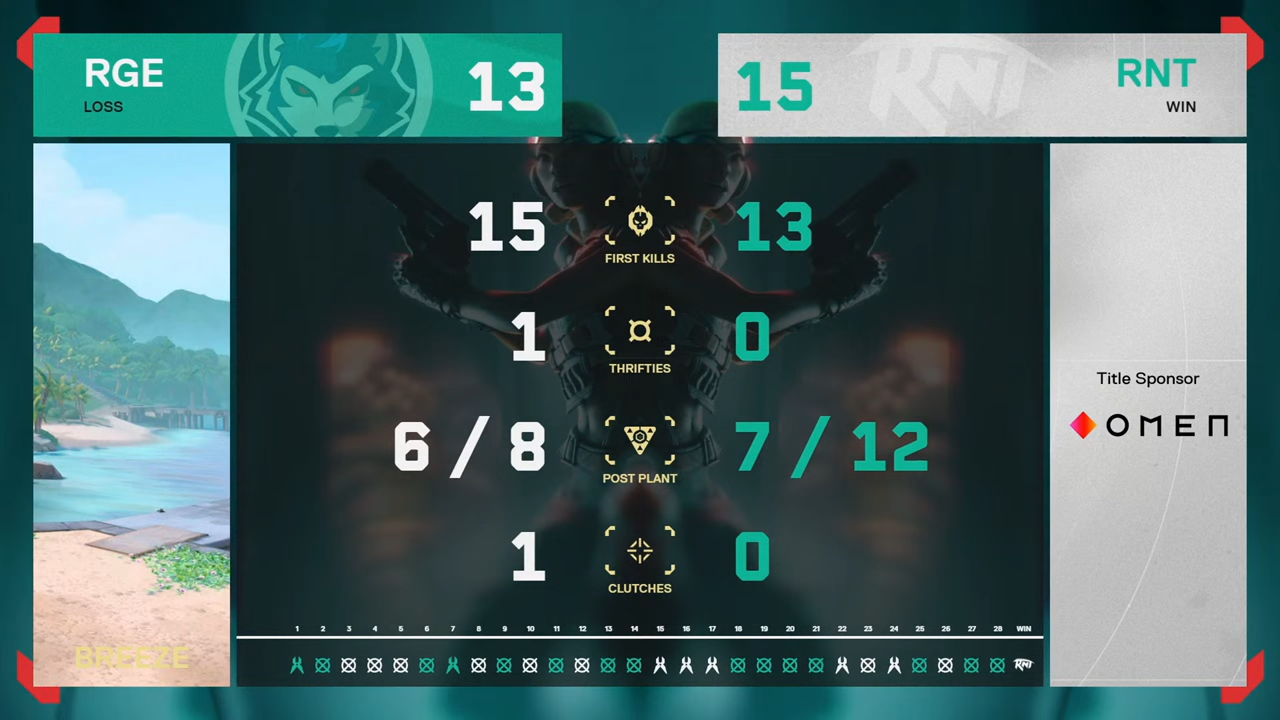 RGE
LOSS
13
15
RNT
WIN
15
FIRST KILLS
13
1
THRIFTIES
0
6 / 8
POST PLANT
7 / 12
1
CLUTCHES
0
Title Sponsor
OMEN
BREEZE
1 2 3 4 5 6 7 8 9 10 11 12 13 14 15 16 17 18 19 20 21 22 23 24 25 26 27 28 WIN
RNT
RNT